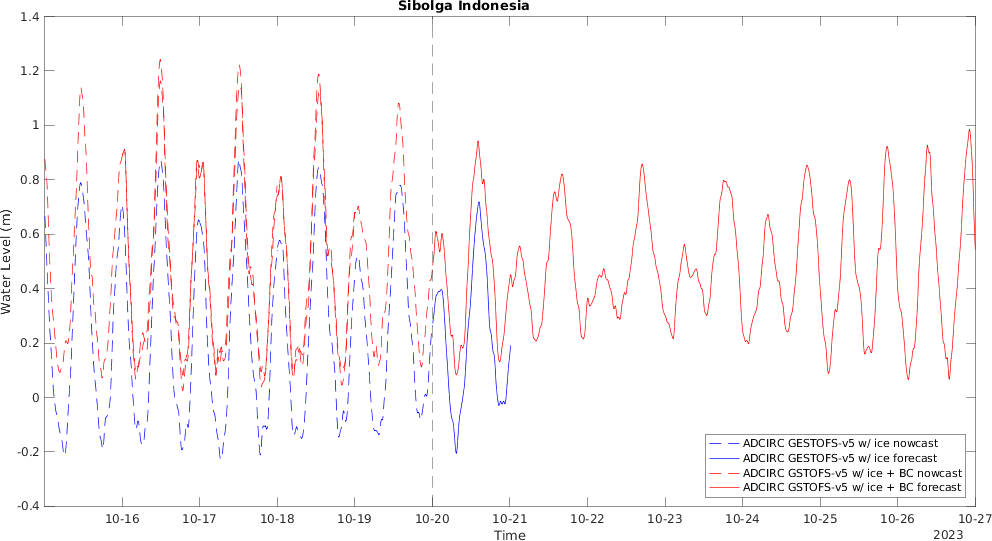 Sibolga Indonesia
1.4
1.2
1
0.8
0.6
0.4
0.2
0
-0.2
-0.4
Water Level (m)
ADCIRC GESTOFS-v5 w/ ice nowcast
ADCIRC GESTOFS-v5 w/ ice forecast
ADCIRC GSTOFS-v5 w/ ice + BC nowcast
ADCIRC GSTOFS-v5 w/ ice + BC forecast
10-16 10-17 10-18 10-19 10-20 10-21 10-22 10-23 10-24 10-25 10-26 10-27
Time
2023